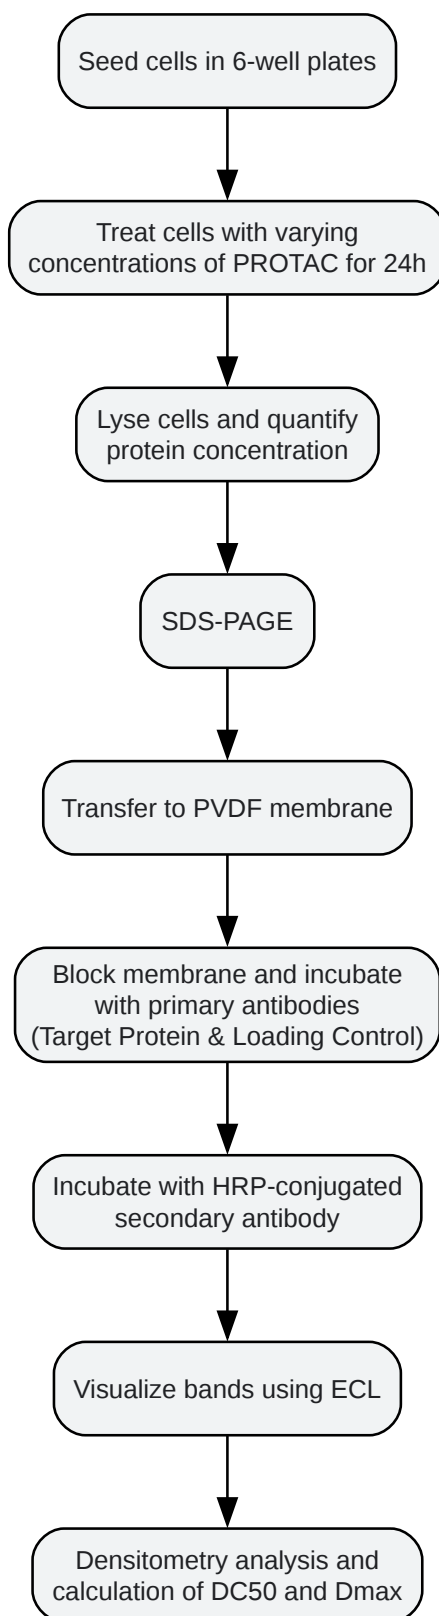 Seed cells in 6-well plates
Treat cells with varying
concentrations of PROTAC for 24h
Lyse cells and quantify
protein concentration
SDS-PAGE
Transfer to PVDF membrane
Block membrane and incubate
with primary antibodies
(Target Protein & Loading Control)
Incubate with HRP-conjugated
secondary antibody
Visualize bands using ECL
Densitometry analysis and
calculation of DC50 and Dmax